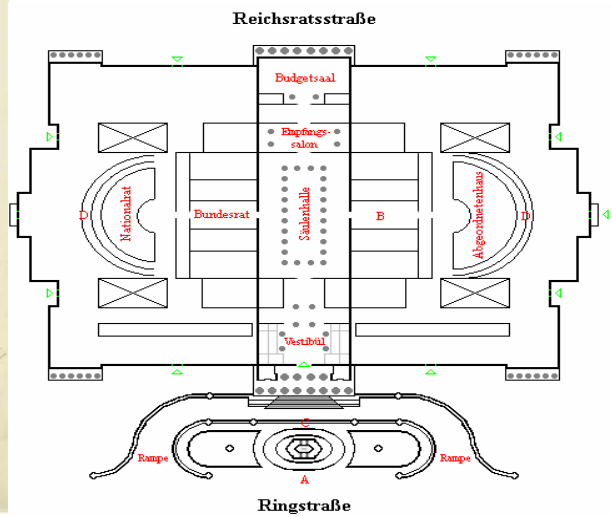 Reichsratsstraße
Budgetsaal
Empfangs-
salon
D
Nationalrat
Bundesrat
Säulenhalle
B
Abgeordnetenhaus
D
Vestibül
Rampe
C
Rampe
A
Ringstraße